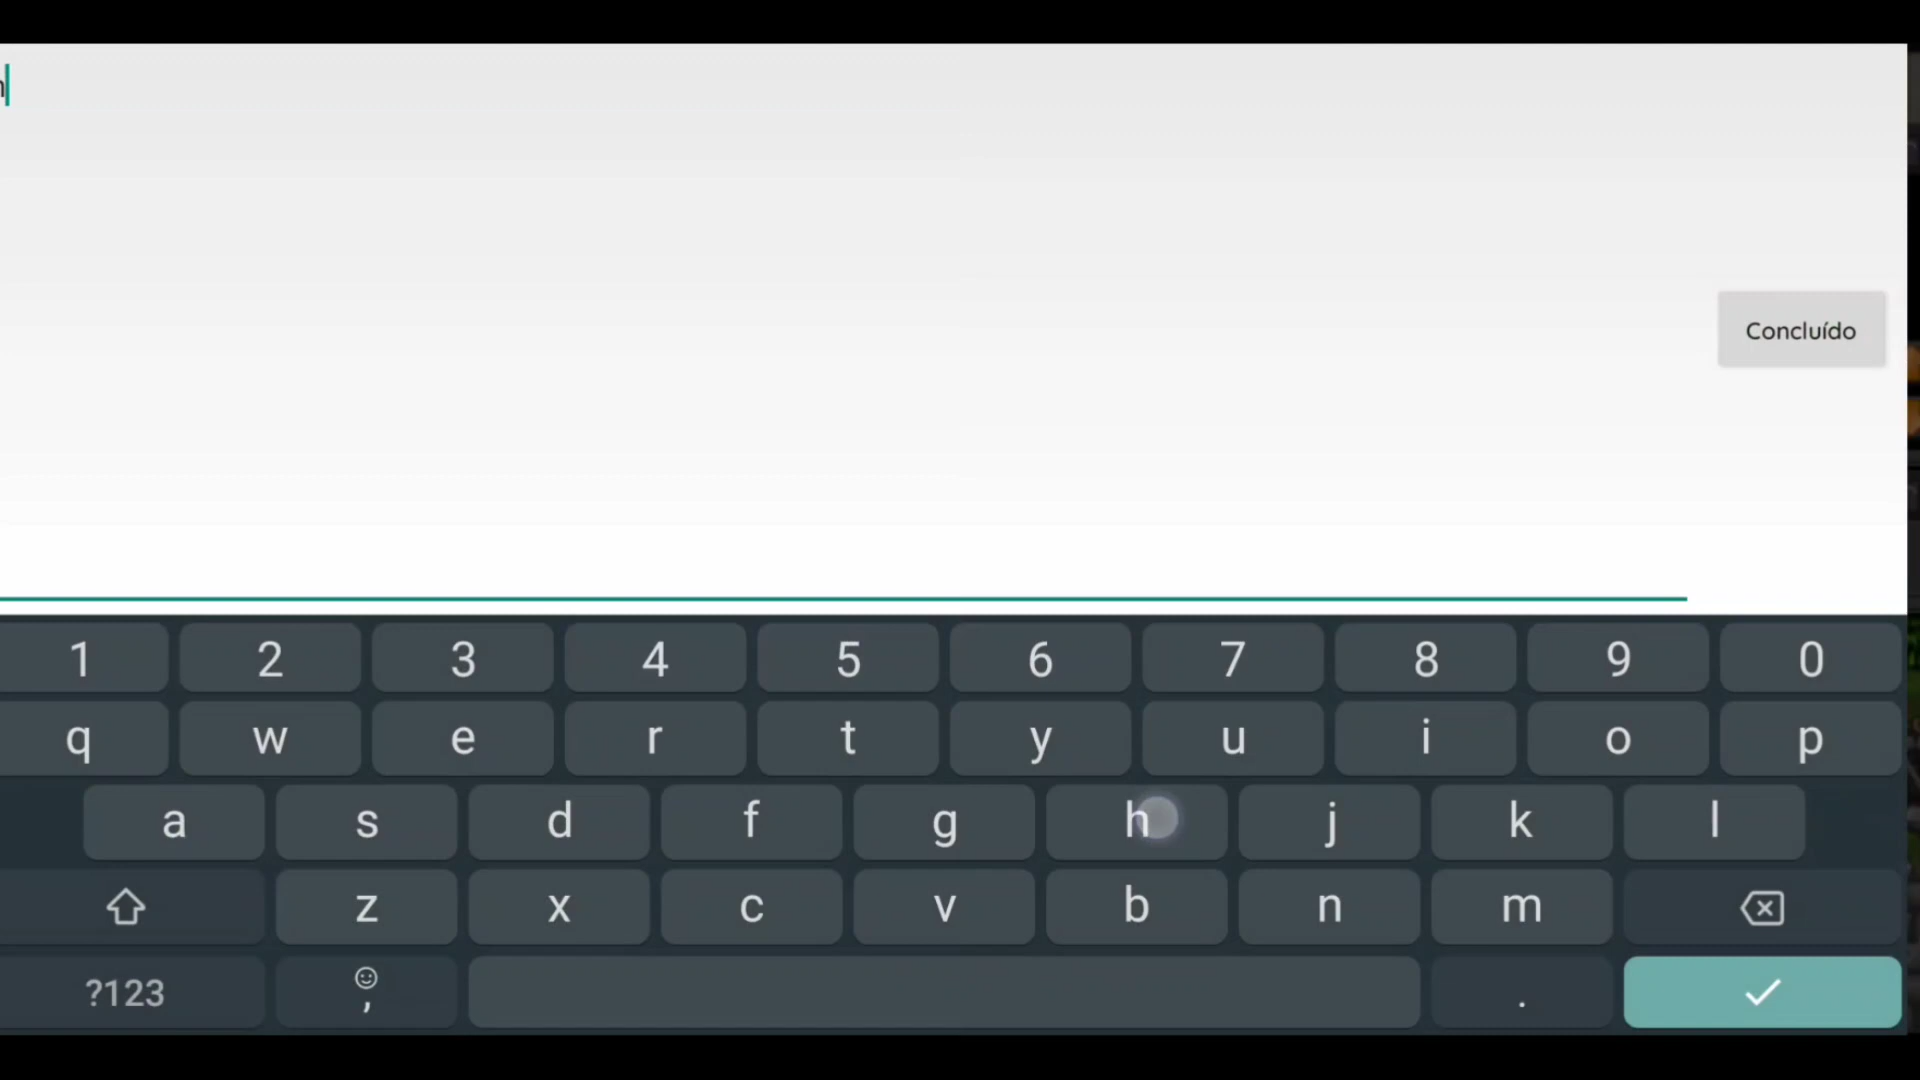 Concluído
1 2 3 4 5 6 7 8 9 0
q w e r t y u i o p
a s d f g h j k l
z x c v b n m
?123 , .